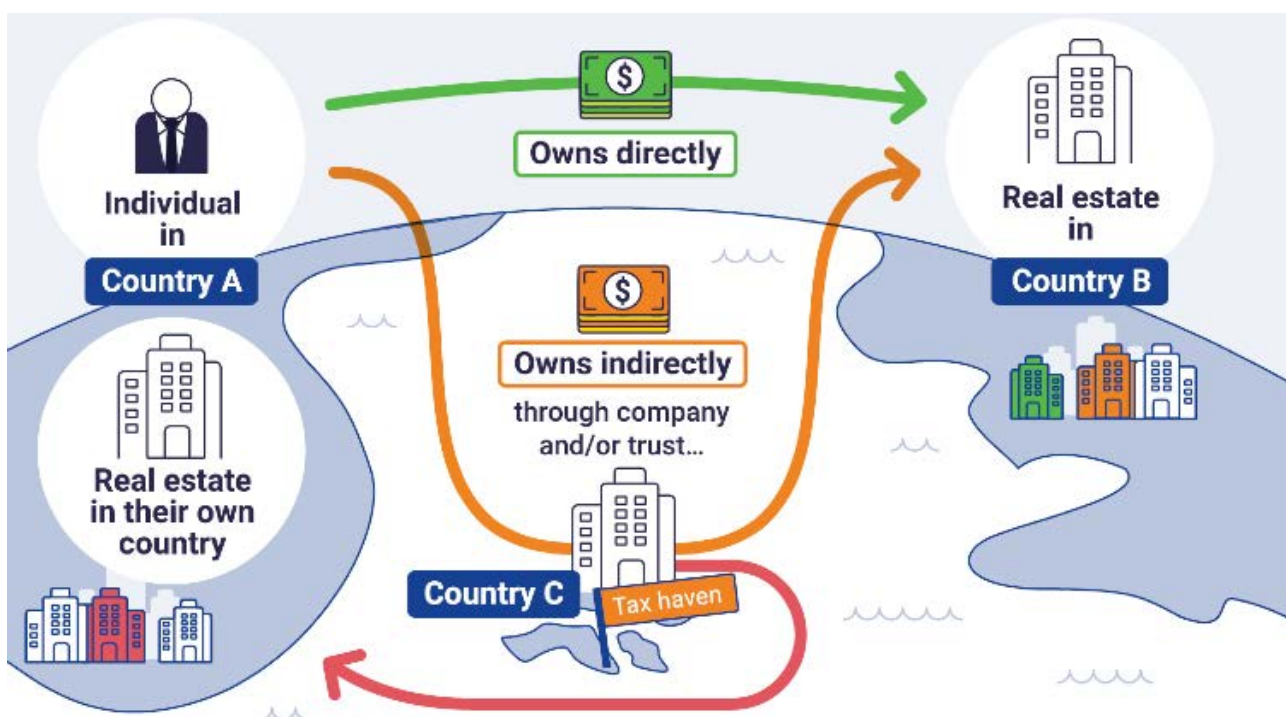 $
Owns directly
Individual
in
Country A
Real estate
in
Country B
$
Owns indirectly
through company
and/or trust...
Real estate
in their own
country
Country C
Tax haven